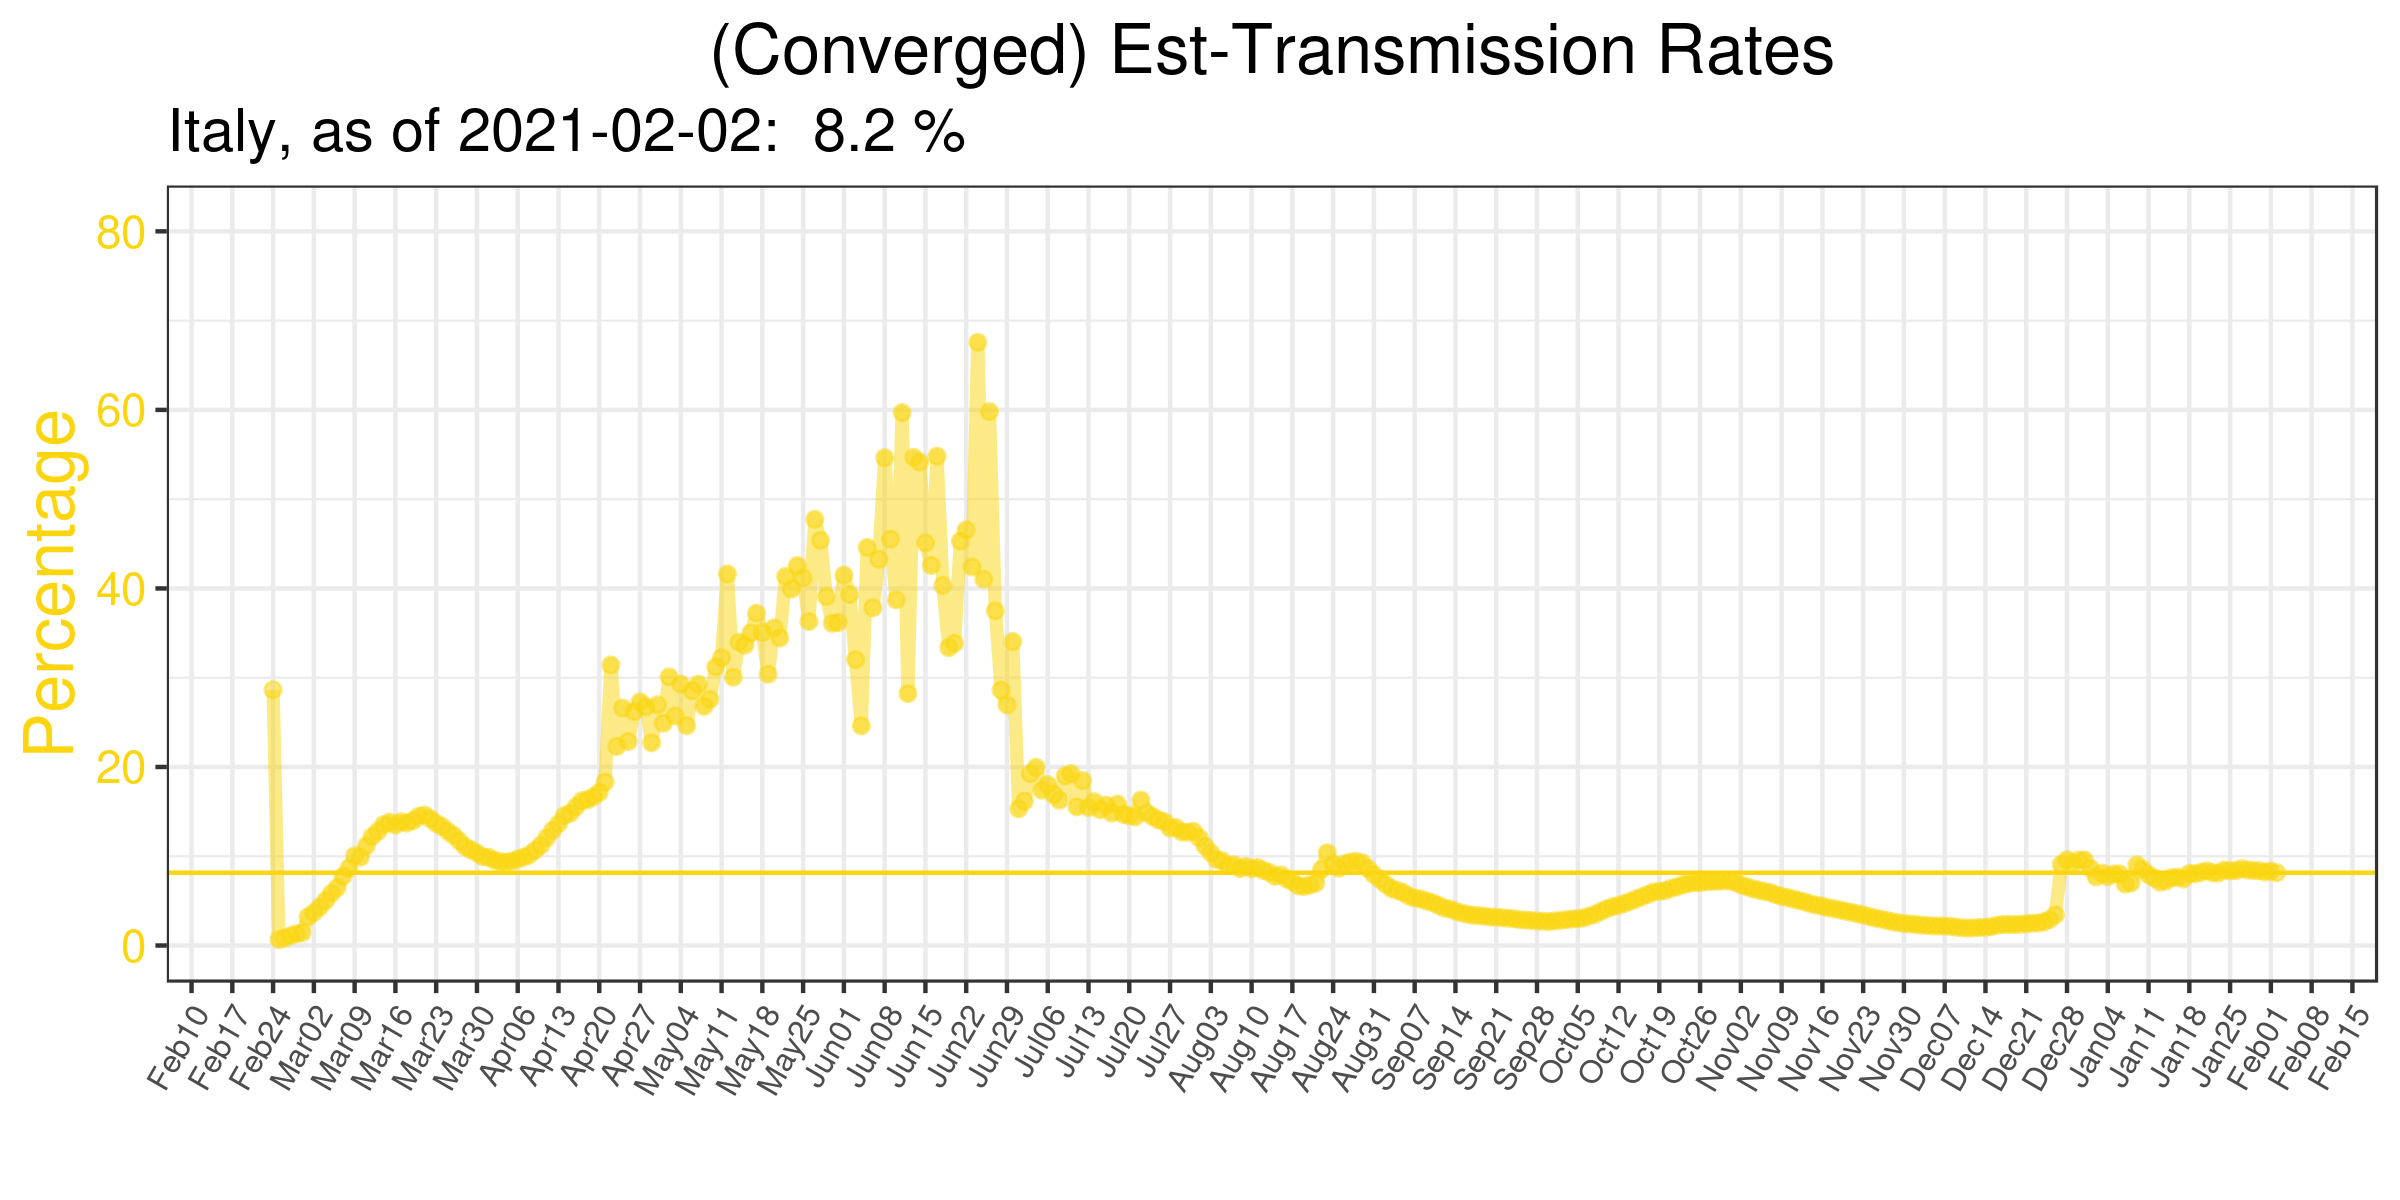 (Converged) Est-Transmission Rates
Italy, as of 2021-02-02:  8.2 %
Percentage
80
60
40
20
0
Feb10
Feb17
Feb24
Mar02
Mar09
Mar16
Mar23
Mar30
Apr06
Apr13
Apr20
Apr27
May04
May11
May18
May25
Jun01
Jun08
Jun15
Jun22
Jun29
Jul06
Jul13
Jul20
Jul27
Aug03
Aug10
Aug17
Aug24
Aug31
Sep07
Sep14
Sep21
Sep28
Oct05
Oct12
Oct19
Oct26
Nov02
Nov09
Nov16
Nov23
Nov30
Dec07
Dec14
Dec21
Dec28
Jan04
Jan11
Jan18
Jan25
Feb01
Feb08
Feb15